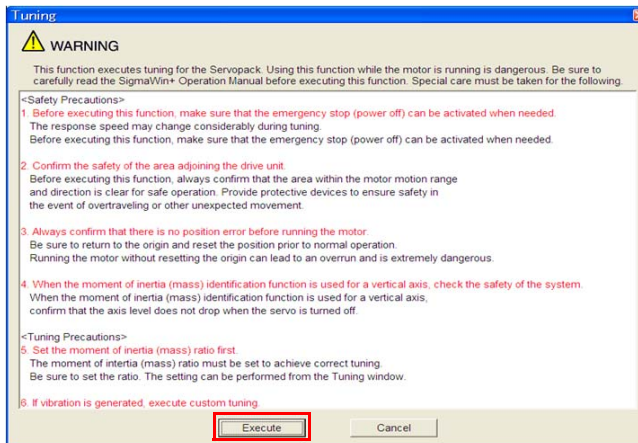 Tuning
WARNING
This function executes tuning for the Servopack. Using this function while the motor is running is dangerous. Be sure to
carefully read the SigmaWin+ Operation Manual before executing this function. Special care must be taken for the following.
<Safety Precautions>
1. Before executing this function, make sure that the emergency stop (power off) can be activated when needed.
The response speed may change considerably during tuning.
Before executing this function, make sure that the emergency stop (power off) can be activated when needed.
2. Confirm the safety of the area adjoining the drive unit.
Before executing this function, always confirm that the area within the motor motion range
and direction is clear for safe operation. Provide protective devices to ensure safety in
the event of overtraveling or other unexpected movement.
3. Always confirm that there is no position error before running the motor.
Be sure to return to the origin and reset the position prior to normal operation.
Running the motor without resetting the origin can lead to an overrun and is extremely dangerous.
4. When the moment of inertia (mass) identification function is used for a vertical axis, check the safety of the system.
When the moment of inertia (mass) identification function is used for a vertical axis,
confirm that the axis level does not drop when the servo is turned off.
<Tuning Precautions>
5. Set the moment of inertia (mass) ratio first.
The moment of intertia (mass) ratio must be set to achieve correct tuning.
Be sure to set the ratio. The setting can be performed from the Tuning window.
6. If vibration is generated, execute custom tuning.
Execute
Cancel